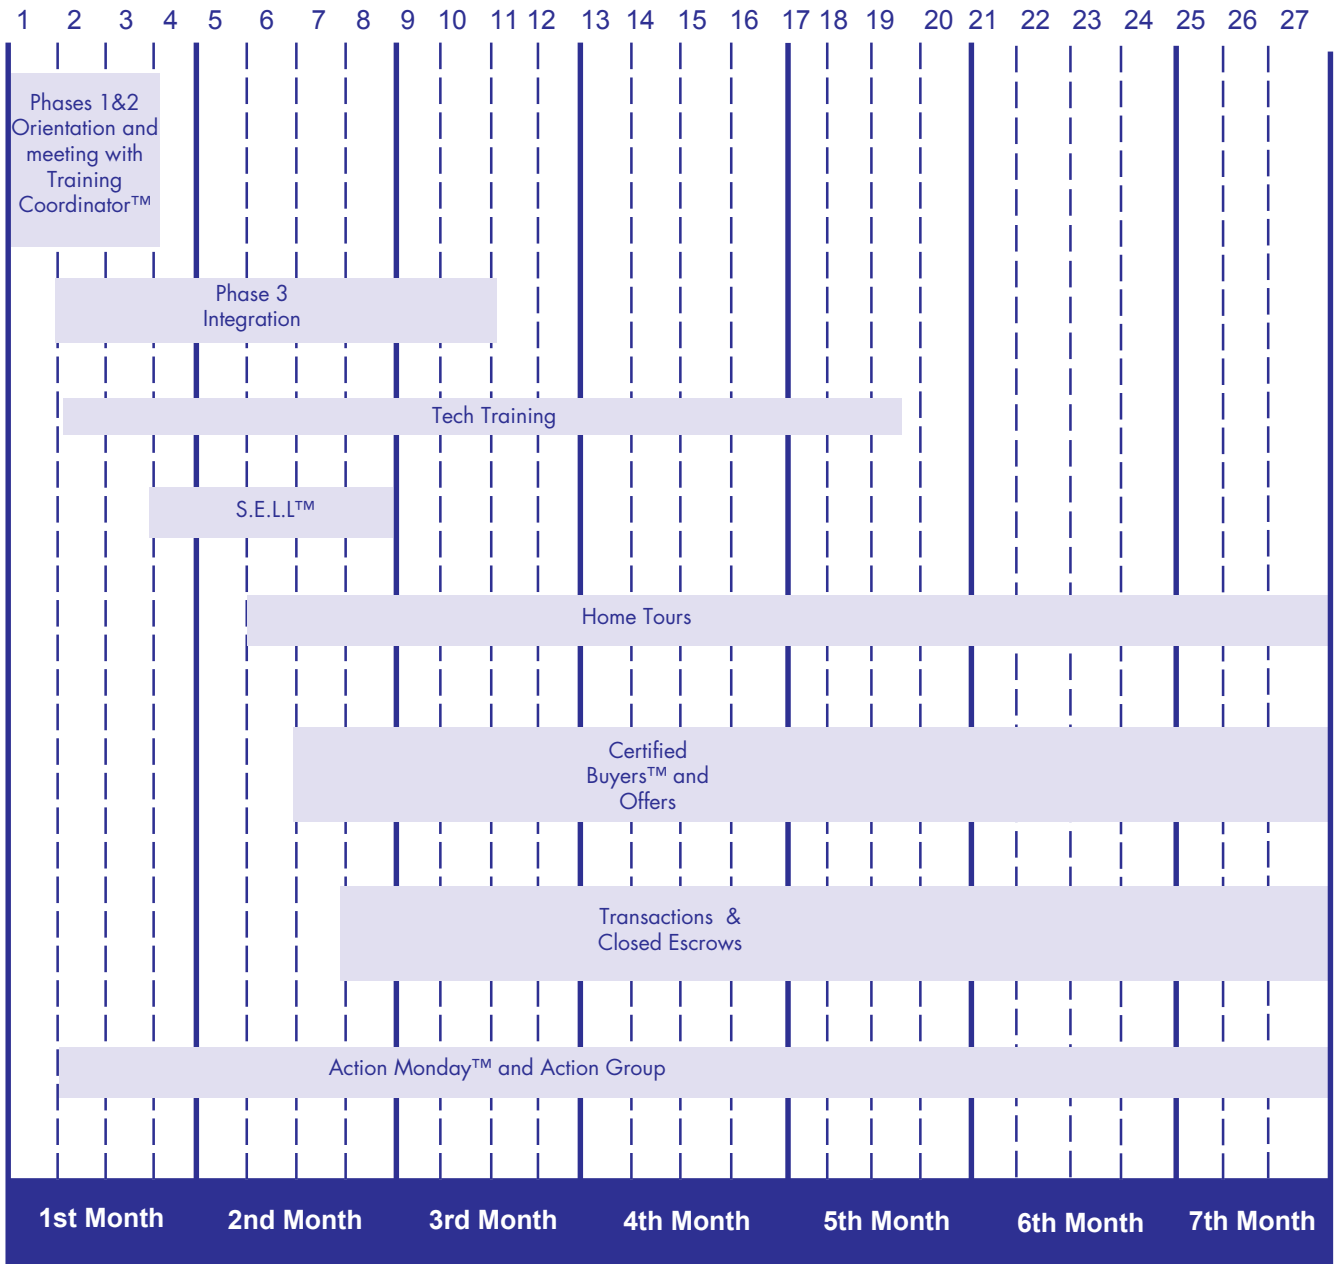 1 2 3 4 5 6 7 8 9 10 11 12 13 14 15 16 17 18 19 20 21 22 23 24 25 26 27
Phases 1&2
Orientation and
meeting with
Training
Coordinator™
Phase 3
Integration
Tech Training
S.E.L.L™
Home Tours
Certified
Buyers™ and
Offers
Transactions &
Closed Escrows
Action Monday™ and Action Group
1st Month 2nd Month 3rd Month 4th Month 5th Month 6th Month 7th Month